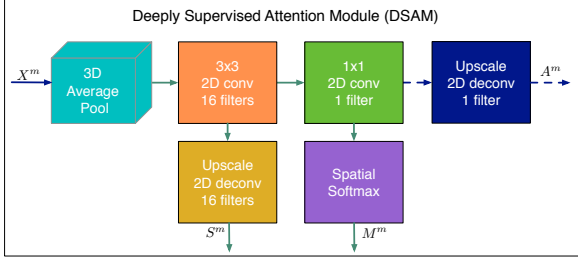 Deeply Supervised Attention Module (DSAM)
X^m
3D
Average
Pool
3x3
2D conv
16 filters
1x1
2D conv
1 filter
Upscale
2D deconv
1 filter
A^m
Upscale
2D deconv
16 filters
Spatial
Softmax
S^m
M^m